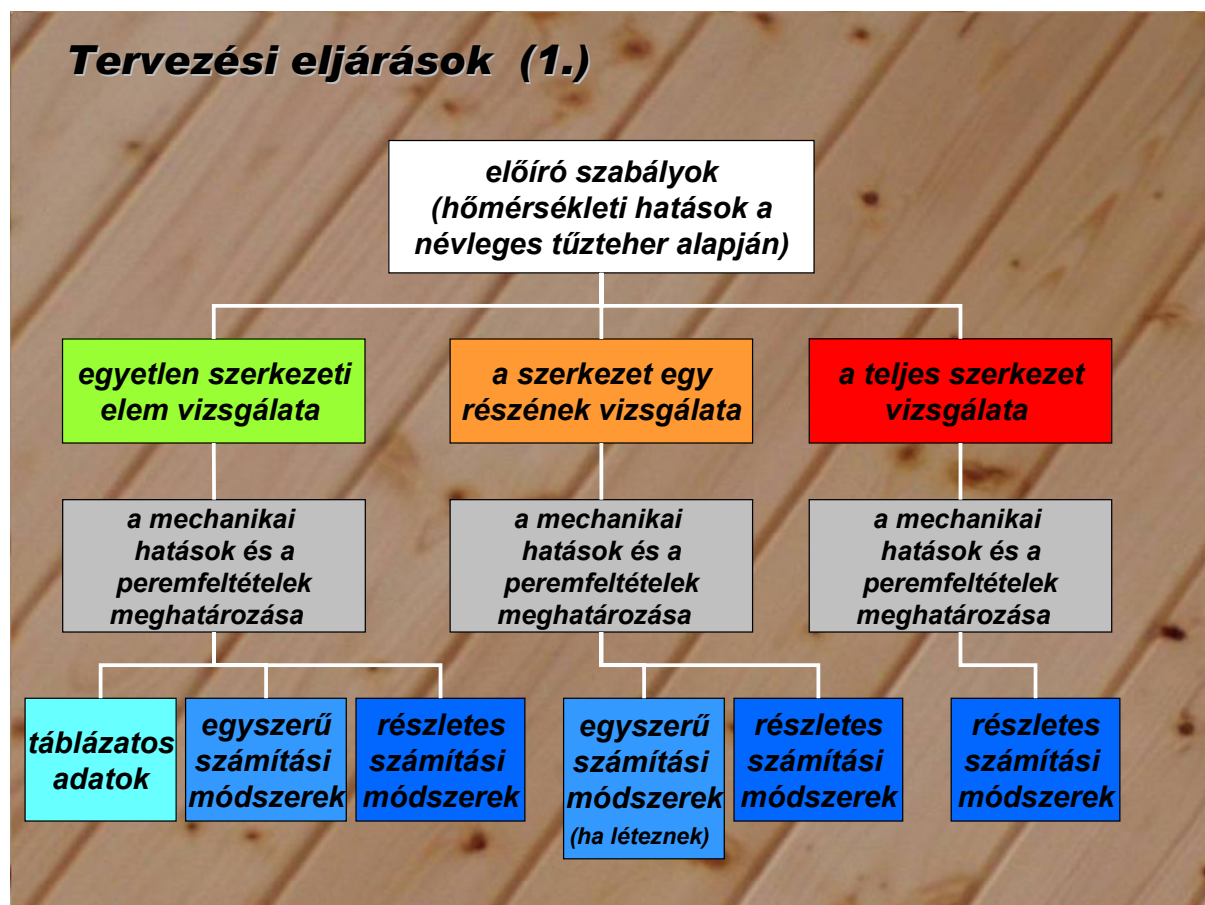 Tervezési eljárások (1.)
előíró szabályok
(hőmérsékleti hatások a
névleges tűzteher alapján)
egyetlen szerkezeti
elem vizsgálata
a szerkezet egy
részének vizsgálata
a teljes szerkezet
vizsgálata
a mechanikai
hatások és a
peremfeltételek
meghatározása
a mechanikai
hatások és a
peremfeltételek
meghatározása
a mechanikai
hatások és a
peremfeltételek
meghatározása
táblázatos
adatok
egyszerű
számítási
módszerek
részletes
számítási
módszerek
egyszerű
számítási
módszerek
(ha léteznek)
részletes
számítási
módszerek
részletes
számítási
módszerek